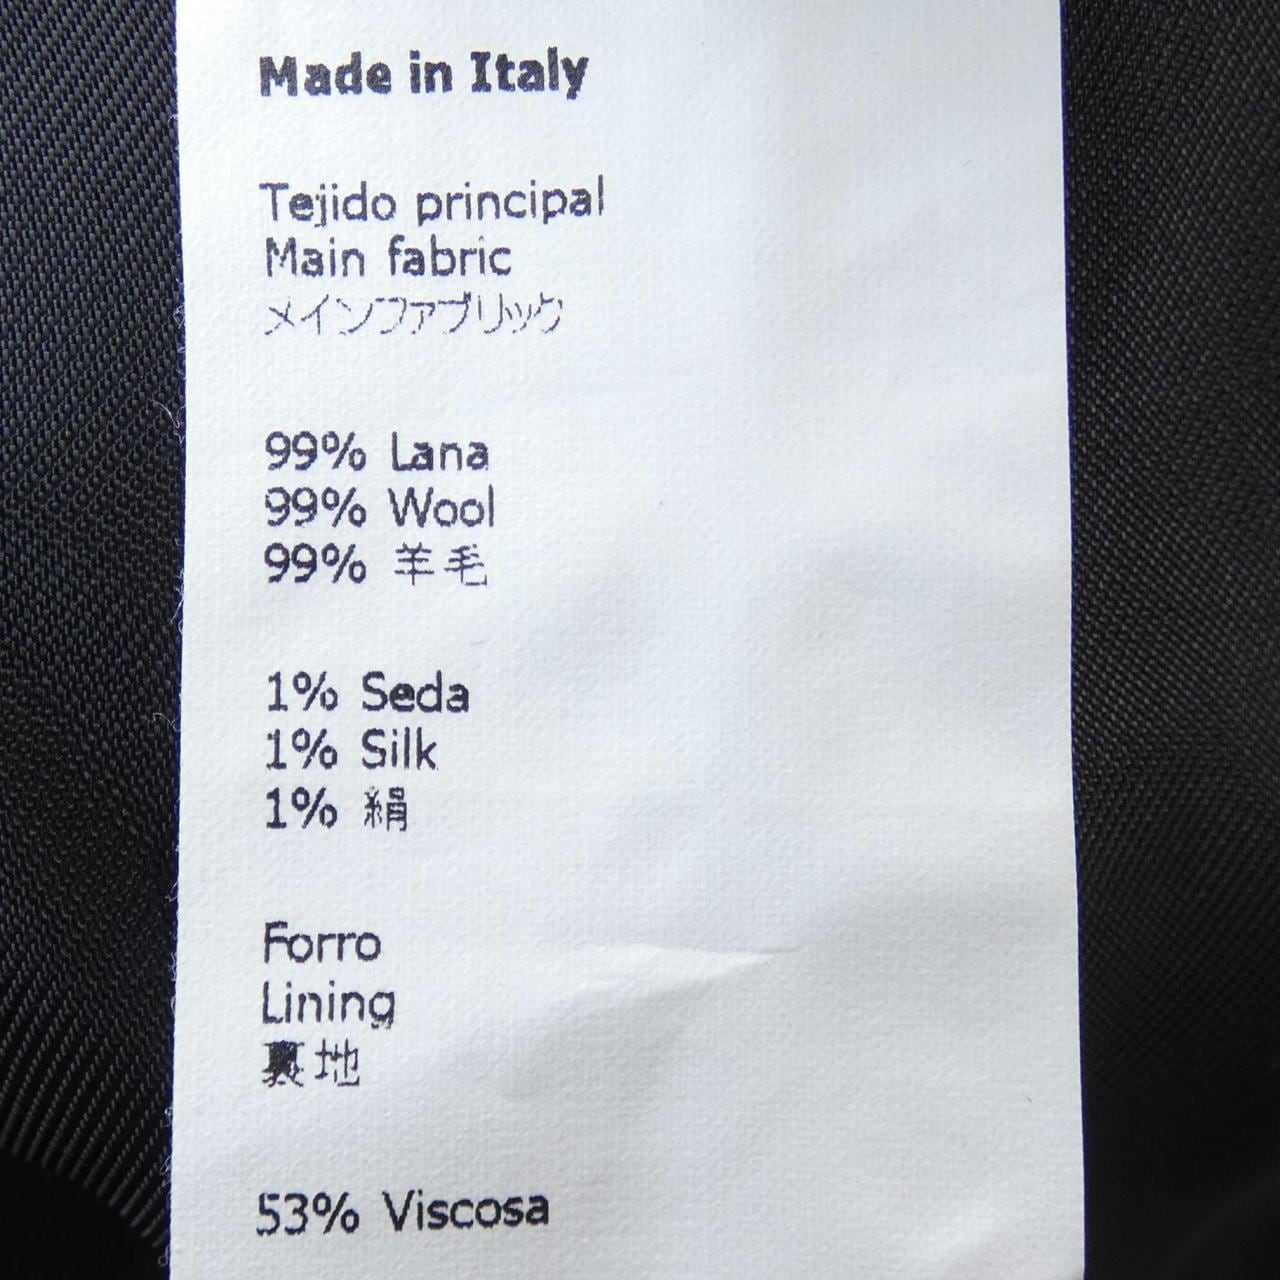 Made in Italy
Tejido principal
Main fabric
メインファブリック
99% Lana
99% Wool
99% 羊毛
1% Seda
1% Silk
1% 絹
Forro
Lining
裏地
53% Viscosa